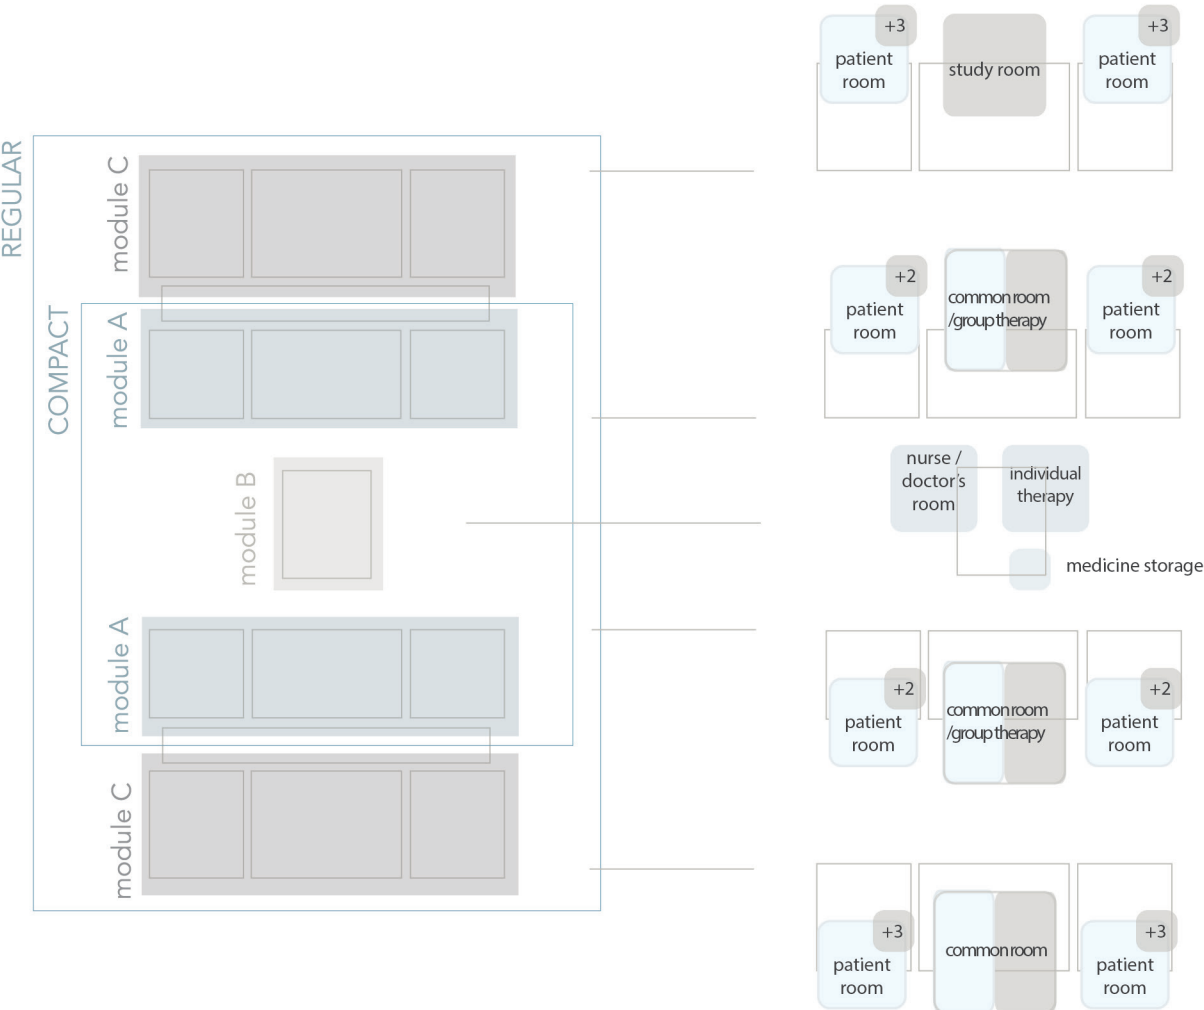 REGULAR
COMPACT
module C
module A
module B
module A
module C
+3
patient
room
study room
+3
patient
room
+2
patient
room
common room
/group therapy
+2
patient
room
nurse /
doctor's
room
individual
therapy
medicine storage
+2
patient
room
common room
/group therapy
+2
patient
room
+3
patient
room
common room
+3
patient
room